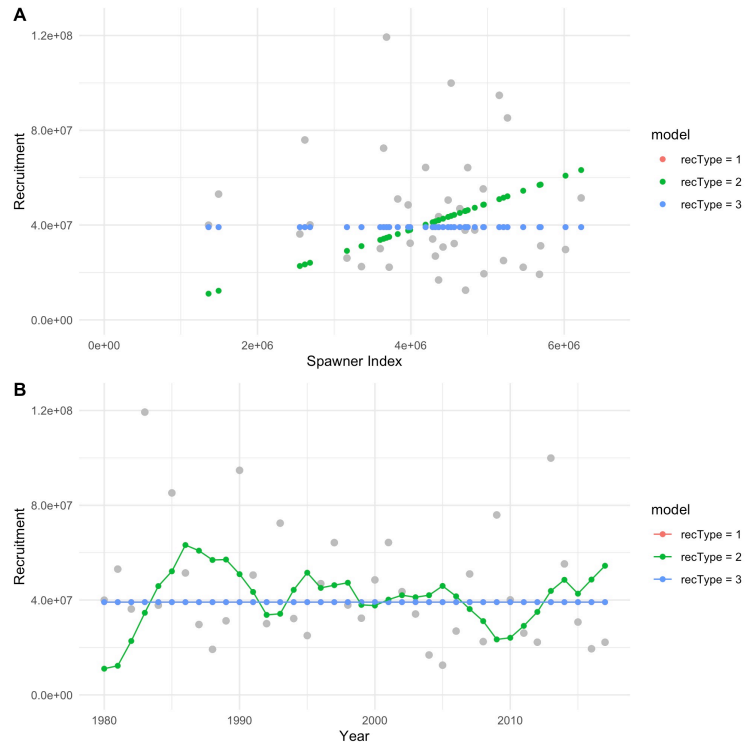 A
1.2e+08
8.0e+07
4.0e+07
0.0e+00
Recruitment
0e+00 2e+06 4e+06 6e+06
Spawner Index
model
recType = 1
recType = 2
recType = 3
B
1.2e+08
8.0e+07
4.0e+07
0.0e+00
Recruitment
1980 1990 2000 2010
Year
model
recType = 1
recType = 2
recType = 3